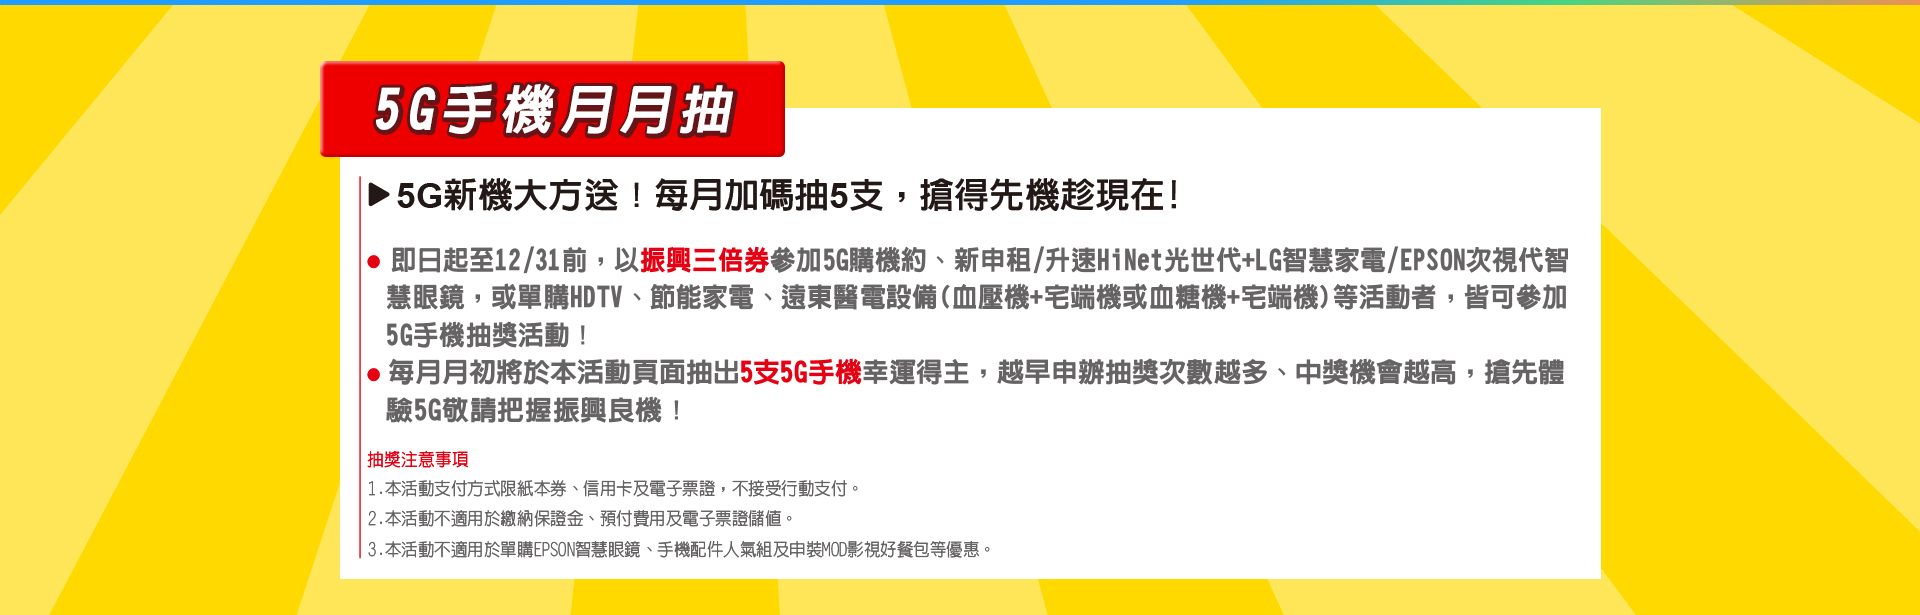 5G手機月月抽
▶5G新機大方送！每月加碼抽5支，搶得先機趁現在!
● 即日起至12/31前，以振興三倍券參加5G購機約、新申租/升速HiNet光世代+LG智慧家電/EPSON次視代智
慧眼鏡，或單購HDTV、節能家電、遠東醫電設備(血壓機+宅端機或血糖機+宅端機)等活動者，皆可參加
5G手機抽獎活動！
● 每月月初將於本活動頁面抽出5支5G手機幸運得主，越早申辦抽獎次數越多、中獎機會越高，搶先體
驗5G敬請把握振興良機！
抽獎注意事項
1.本活動支付方式限紙本券、信用卡及電子票證，不接受行動支付。
2.本活動不適用於繳納保證金、預付費用及電子票證儲值。
3.本活動不適用於單購EPSON智慧眼鏡、手機配件人氣組及申裝MOD影視好餐包等優惠。